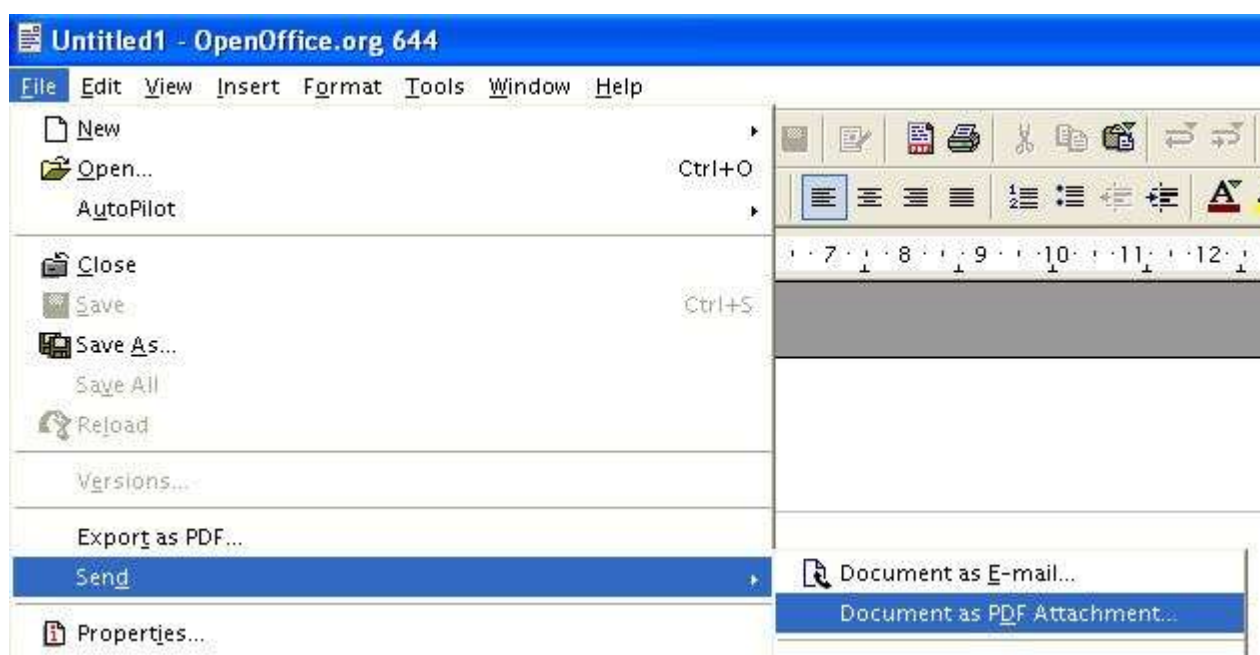 Untitled1 - OpenOffice.org 644
File Edit View Insert Format Tools Window Help
New
Open... Ctrl+O
AutoPilot
7 8 9 10 11 12
Close
Save Ctrl+S
Save As...
Save All
Reload
Versions...
Export as PDF...
Send
Document as E-mail...
Document as PDF Attachment...
Properties...